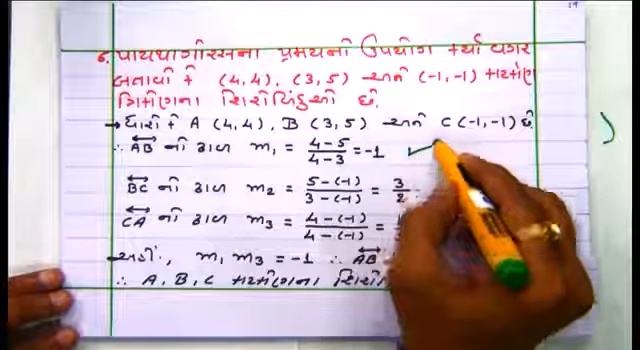 19
6. પાયથાગોરસના પ્રમેયનો ઉપયોગ કર્યા વગર
બતાવો કે (4,4), (3,5) અને (-1,-1) કાટકોણ
ત્રિકોણના શિરોબિંદુઓ છે.
→ ધારો કે A (4,4), B (3,5) અને C (-1,-1) છે.
∴ AB નો ઢાળ m₁ = 4-5/4-3 = -1
BC નો ઢાળ m₂ = 5-(-1)/3-(-1) = 3/2
CA નો ઢાળ m₃ = 4-(-1)/4-(-1) =
અહીં, m₁ m₃ = -1 ∴ AB
∴ A, B, C કાટકોણના